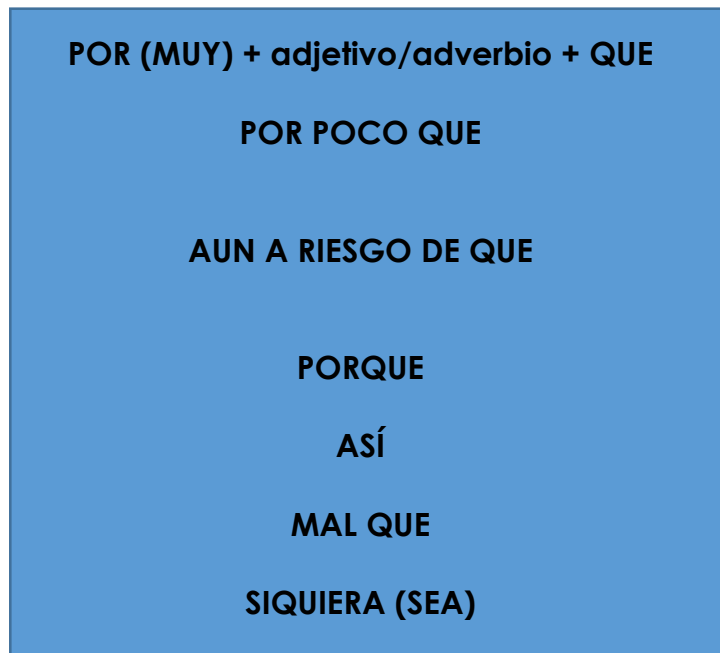 POR (MUY) + adjetivo/adverbio + QUE
POR POCO QUE
AUN A RIESGO DE QUE
PORQUE
ASÍ
MAL QUE
SIQUIERA (SEA)